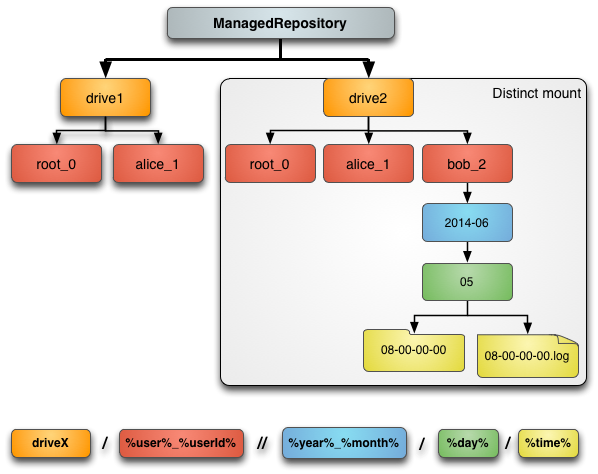 ManagedRepository
drive1
drive2
Distinct mount
root_0
alice_1
root_0
alice_1
bob_2
2014-06
05
08-00-00-00
08-00-00-00.log
driveX / %user%_%userId% // %year%_%month% / %day% / %time%